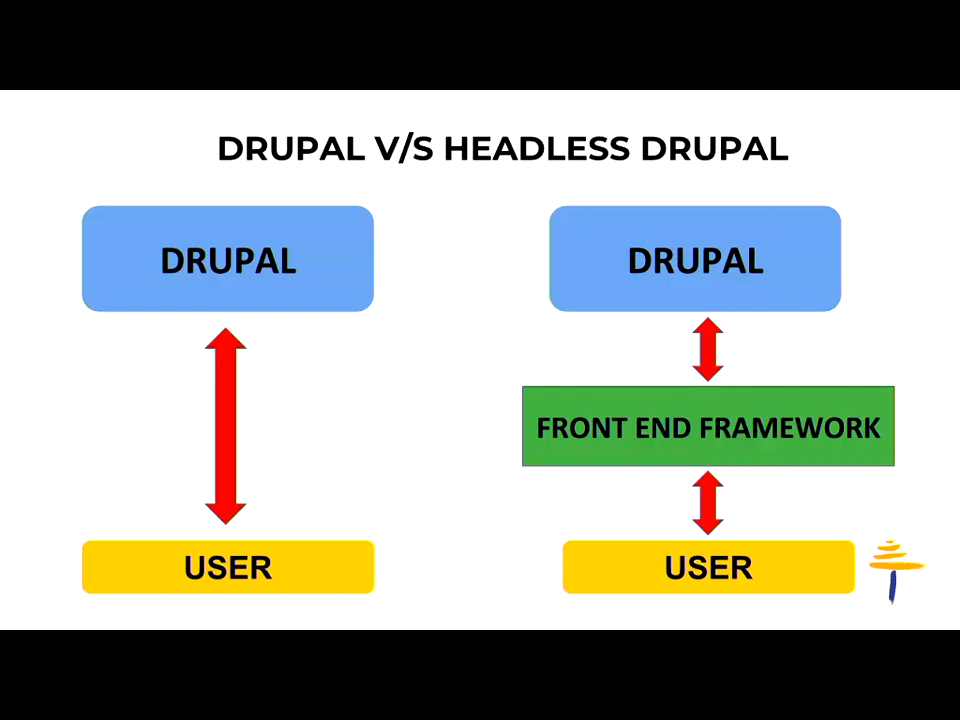 DRUPAL V/S HEADLESS DRUPAL
DRUPAL
USER
DRUPAL
FRONT END FRAMEWORK
USER